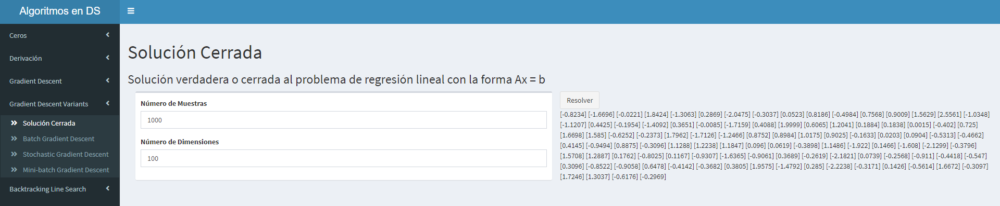 Algoritmos en DS
Ceros
Derivación
Gradient Descent
Gradient Descent Variants
Solución Cerrada
Batch Gradient Descent
Stochastic Gradient Descent
Mini-batch Gradient Descent
Backtracking Line Search
Solución Cerrada
Solución verdadera o cerrada al problema de regresión lineal con la forma Ax = b
Número de Muestras
1000
Número de Dimensiones
100
Resolver
[-0.8234] [-1.6696] [-0.0221] [1.8424] [-1.3063] [0.2869] [-2.0475] [-0.3037] [0.0523] [0.8186] [-0.4984] [0.7568] [0.9009] [1.5629] [2.5561] [-1.0348]
[-1.1207] [0.4425] [-0.1954] [-1.4092] [0.3651] [-0.0085] [-1.7159] [0.4088] [1.9999] [0.6065] [1.2041] [0.1884] [0.1838] [0.0015] [-0.402] [0.725]
[1.6698] [1.585] [-0.6252] [-0.2373] [1.7962] [-1.7126] [-1.2466] [0.8752] [0.8984] [1.0175] [0.9025] [-0.1633] [0.0203] [0.0904] [-0.5313] [-0.4662]
[0.4145] [-0.9494] [0.8875] [-0.3096] [1.1288] [1.2238] [1.1847] [0.096] [0.0619] [-0.3898] [1.1486] [-1.922] [0.1466] [-1.608] [-2.1299] [-0.3796]
[1.5708] [1.2887] [0.1762] [-0.8025] [0.1167] [-0.9307] [-1.6365] [-0.9061] [0.3689] [-0.2619] [-2.1821] [0.0739] [-0.2568] [-0.911] [-0.4418] [-0.547]
[0.3096] [-0.8522] [-0.9058] [0.6478] [-0.4142] [-0.3682] [0.3805] [1.9575] [-1.4792] [0.285] [-2.2238] [-0.3171] [0.1426] [-0.5614] [1.6672] [-0.3097]
[1.7246] [1.3037] [-0.6176] [-0.2969]